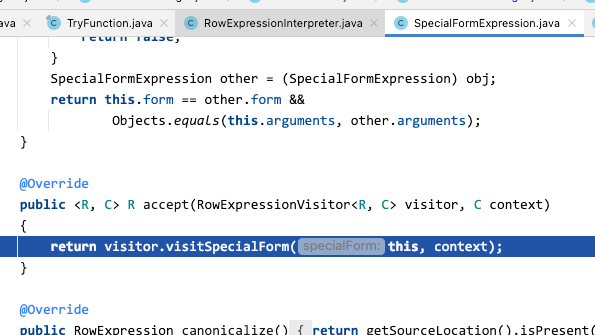 ava TryFunction.java RowExpressionInterpreter.java SpecialFormExpression.java
return false;
}
SpecialFormExpression other = (SpecialFormExpression) obj;
return this.form == other.form &&
Objects.equals(this.arguments, other.arguments);
}
@Override
public <R, C> R accept(RowExpressionVisitor<R, C> visitor, C context)
{
return visitor.visitSpecialForm( specialForm: this, context);
}
@Override
public RowExpression canonicalize() { return getSourceLocation().isPresent(